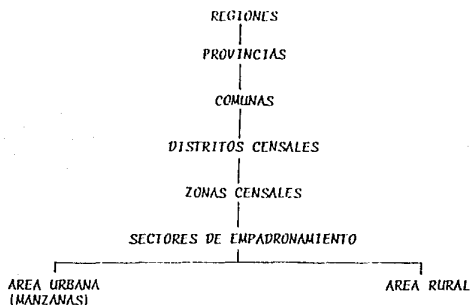 REGIONES
PROVINCIAS
COMUNAS
DISTRITOS CENSALES
ZONAS CENSALES
SECTORES DE EMPADRONAMIENTO
AREA URBANA
(MANZANAS)
AREA RURAL